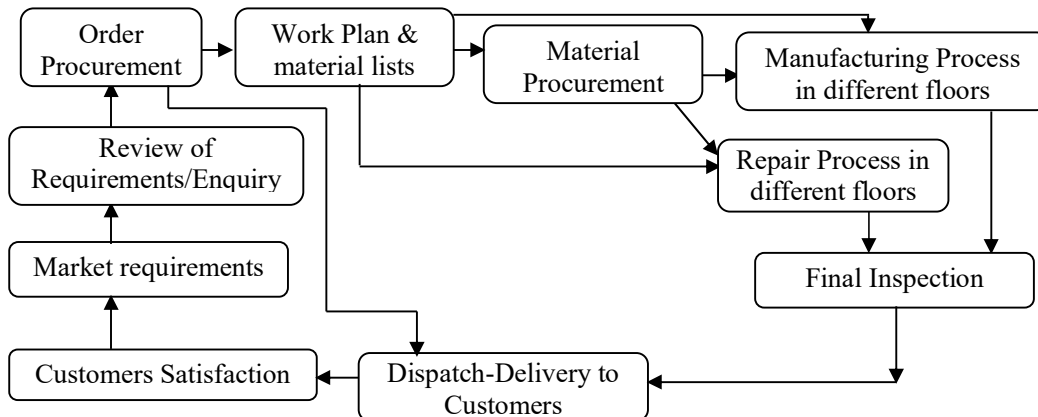 Order
Procurement
Work Plan &
material lists
Material
Procurement
Manufacturing Process
in different floors
Review of
Requirements/Enquiry
Repair Process in
different floors
Market requirements
Final Inspection
Customers Satisfaction
Dispatch-Delivery to
Customers